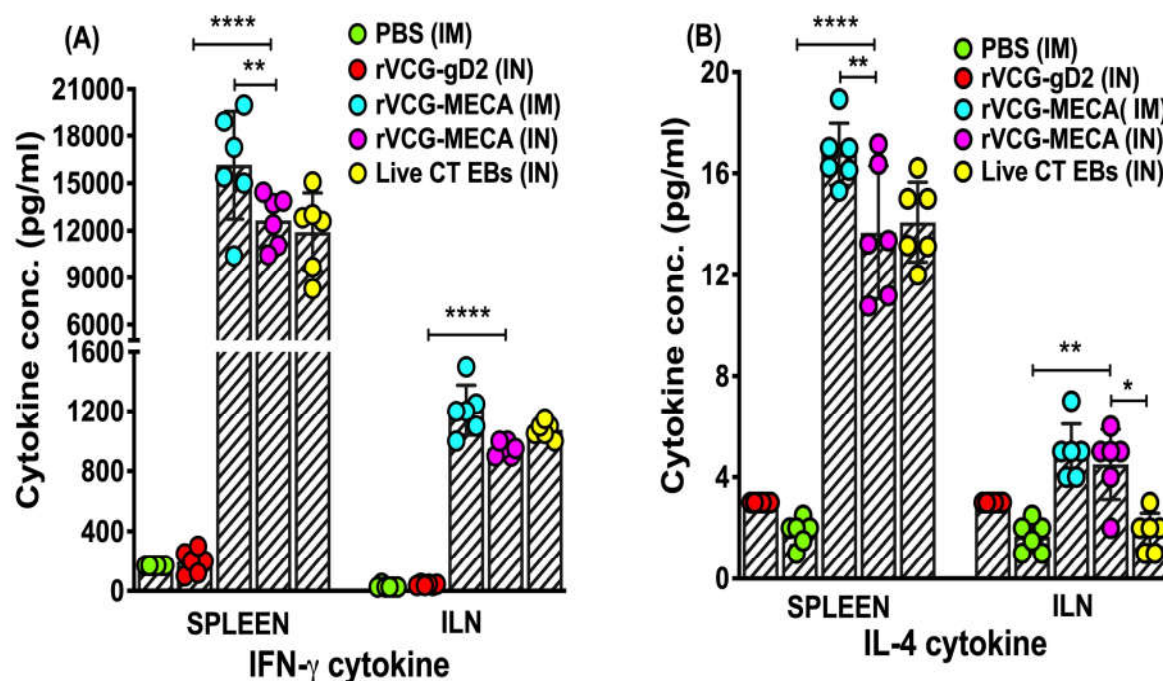 (A)
****
**
PBS (IM)
rVCG-gD2 (IN)
rVCG-MECA (IM)
rVCG-MECA (IN)
Live CT EBs (IN)
Cytokine conc. (pg/ml)
21000
18000
15000
12000
9000
6000
1600
1200
800
400
0
****
SPLEEN
ILN
IFN-γ cytokine
(B)
****
**
PBS (IM)
rVCG-gD2 (IN)
rVCG-MECA( IM)
rVCG-MECA (IN)
Live CT EBs (IN)
Cytokine conc. (pg/ml)
20
16
12
8
4
0
**
*
SPLEEN
ILN
IL-4 cytokine